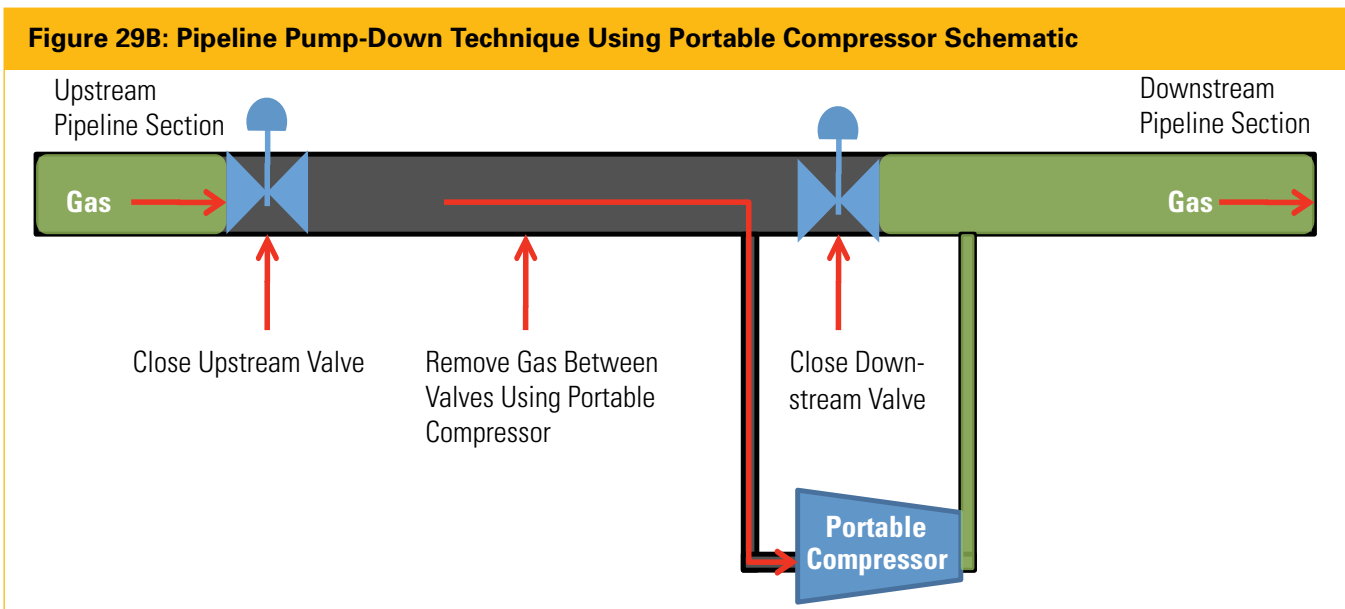 Figure 29B: Pipeline Pump-Down Technique Using Portable Compressor Schematic
Upstream
Pipeline Section
Downstream
Pipeline Section
Gas
Gas
Close Upstream Valve
Remove Gas Between
Valves Using Portable
Compressor
Close Down-
stream Valve
Portable
Compressor